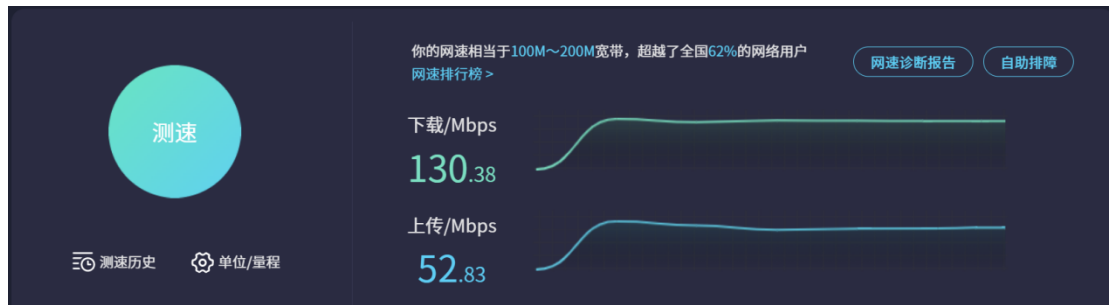 你的网速相当于100M～200M宽带，超越了全国62%的网络用户
网速排行榜 >
网速诊断报告
自助排障
测速
下载/Mbps
130.38
上传/Mbps
52.83
测速历史
单位/量程